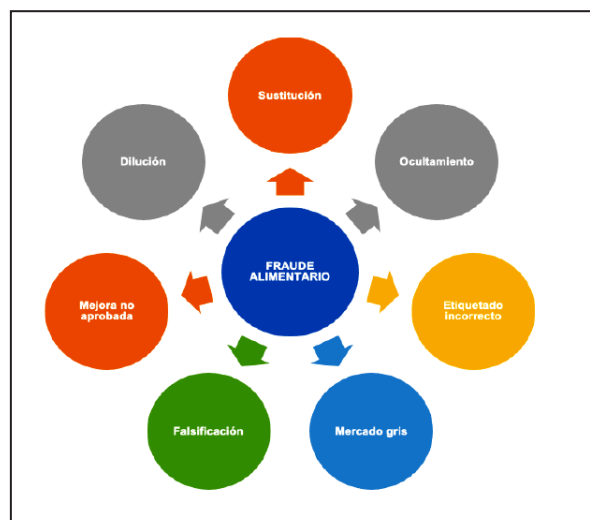 Sustitución
Dilución
Ocultamiento
FRAUDE
ALIMENTARIO
Mejora no
aprobada
Etiquetado
incorrecto
Falsificación
Mercado gris